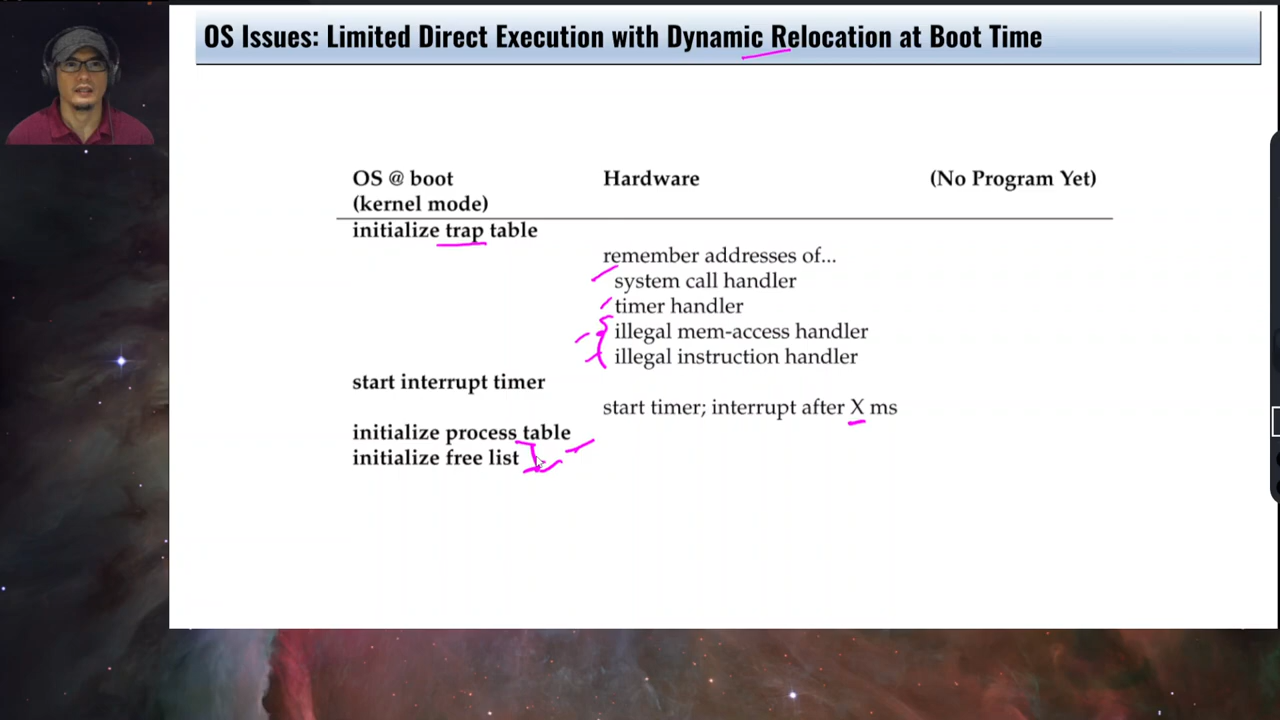 OS Issues: Limited Direct Execution with Dynamic Relocation at Boot Time
OS @ boot Hardware (No Program Yet)
(kernel mode)
initialize trap table
remember addresses of...
system call handler
timer handler
illegal mem-access handler
illegal instruction handler
start interrupt timer
start timer; interrupt after X ms
initialize process table
initialize free list